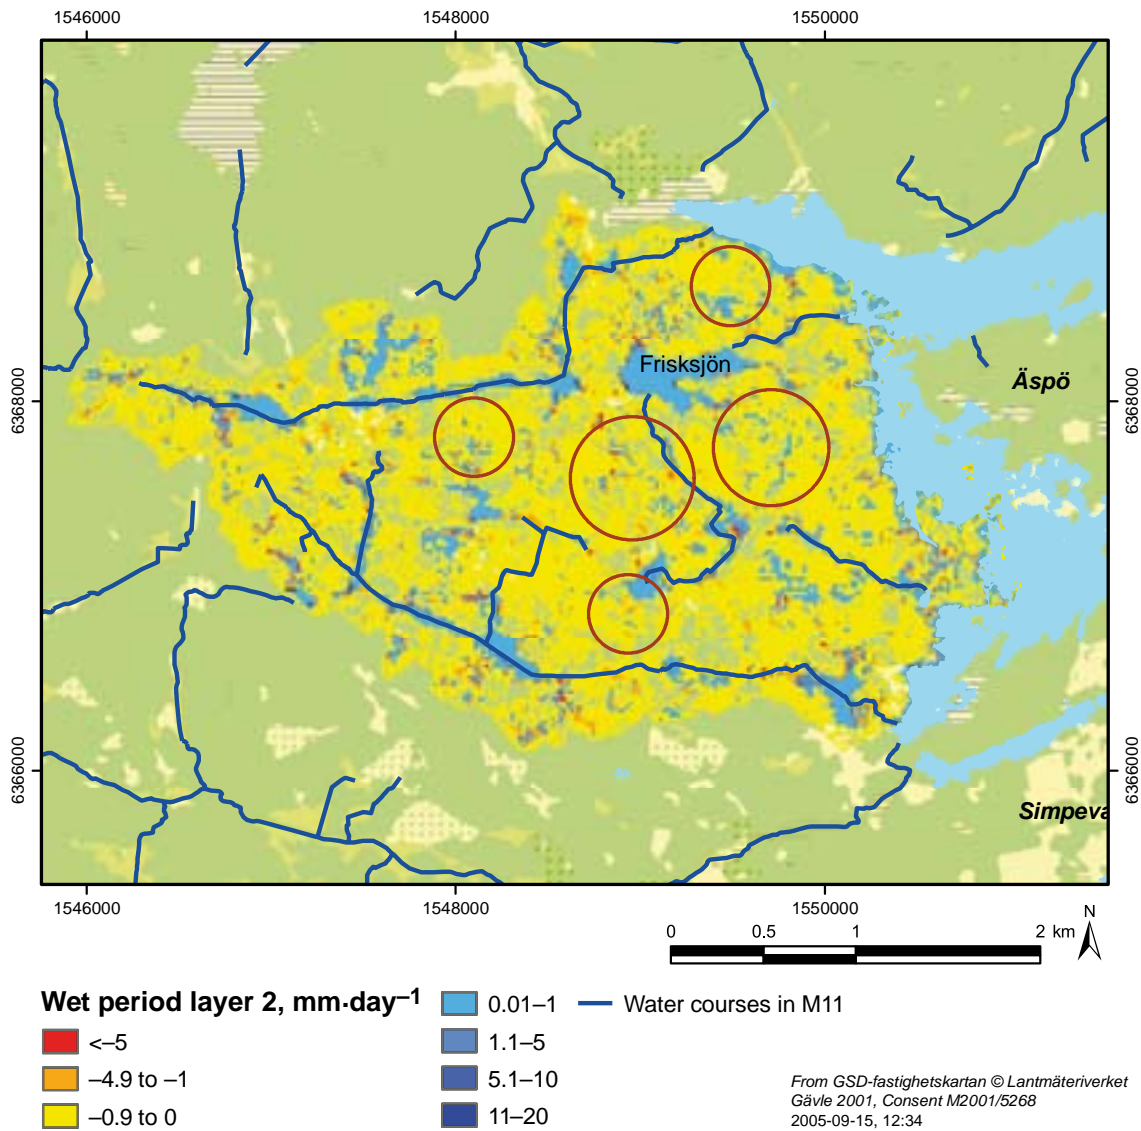 1546000
1548000
1550000
6368000
6368000
Frisksjön
Äspö
6366000
6366000
Simpeva
1546000
1548000
1550000
0
0.5
1
2 km
N
Wet period layer 2, mm·day–1
<–5
–4.9 to –1
–0.9 to 0
0.01–1
1.1–5
5.1–10
11–20
Water courses in M11
From GSD-fastighetskartan © Lantmäteriverket
Gävle 2001, Consent M2001/5268
2005-09-15, 12:34